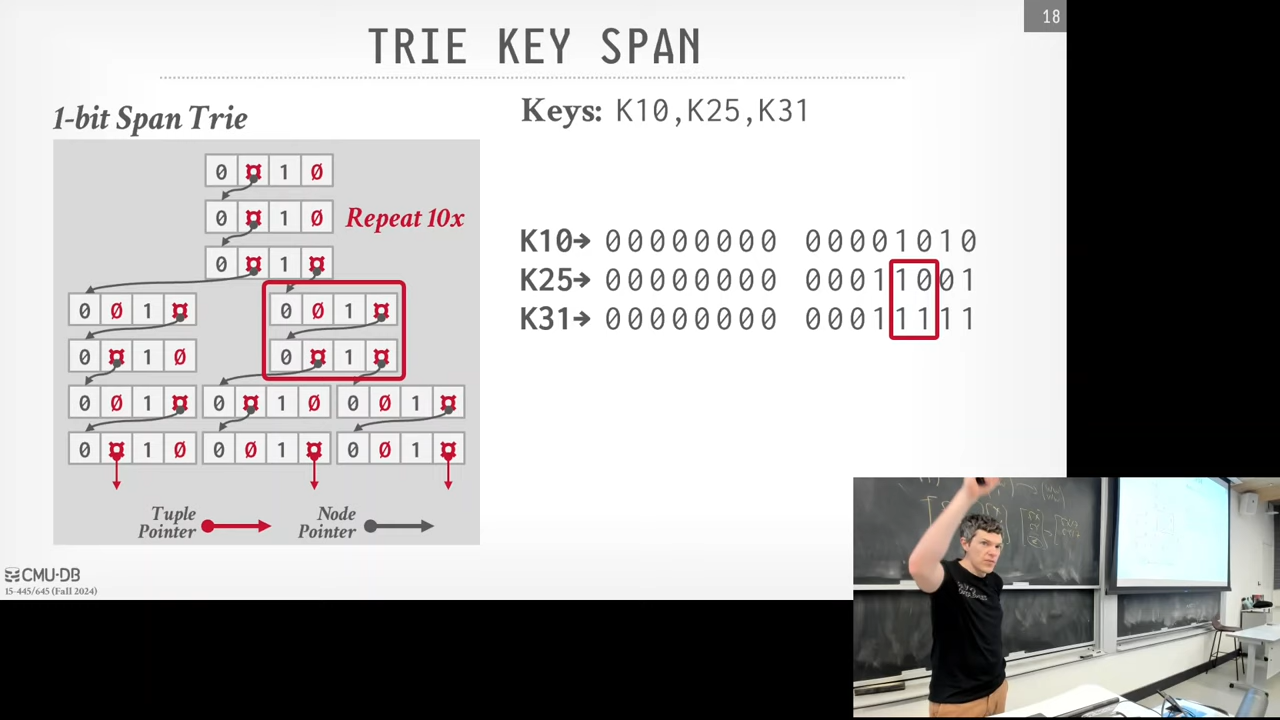 18
TRIE KEY SPAN
1-bit Span Trie
Keys: K10,K25,K31
0 ¤ 1 Ø
0 ¤ 1 Ø Repeat 10x
0 ¤ 1 ¤
0 Ø 1 ¤ 0 Ø 1 ¤
0 ¤ 1 Ø 0 ¤ 1 ¤
0 Ø 1 ¤ 0 ¤ 1 Ø 0 Ø 1 ¤
0 ¤ 1 Ø 0 Ø 1 ¤ 0 Ø 1 ¤
Tuple
Pointer
Node
Pointer
K10→ 00000000 00001010
K25→ 00000000 00011001
K31→ 00000000 00011111
CMU·DB
15-445/645 (Fall 2024)